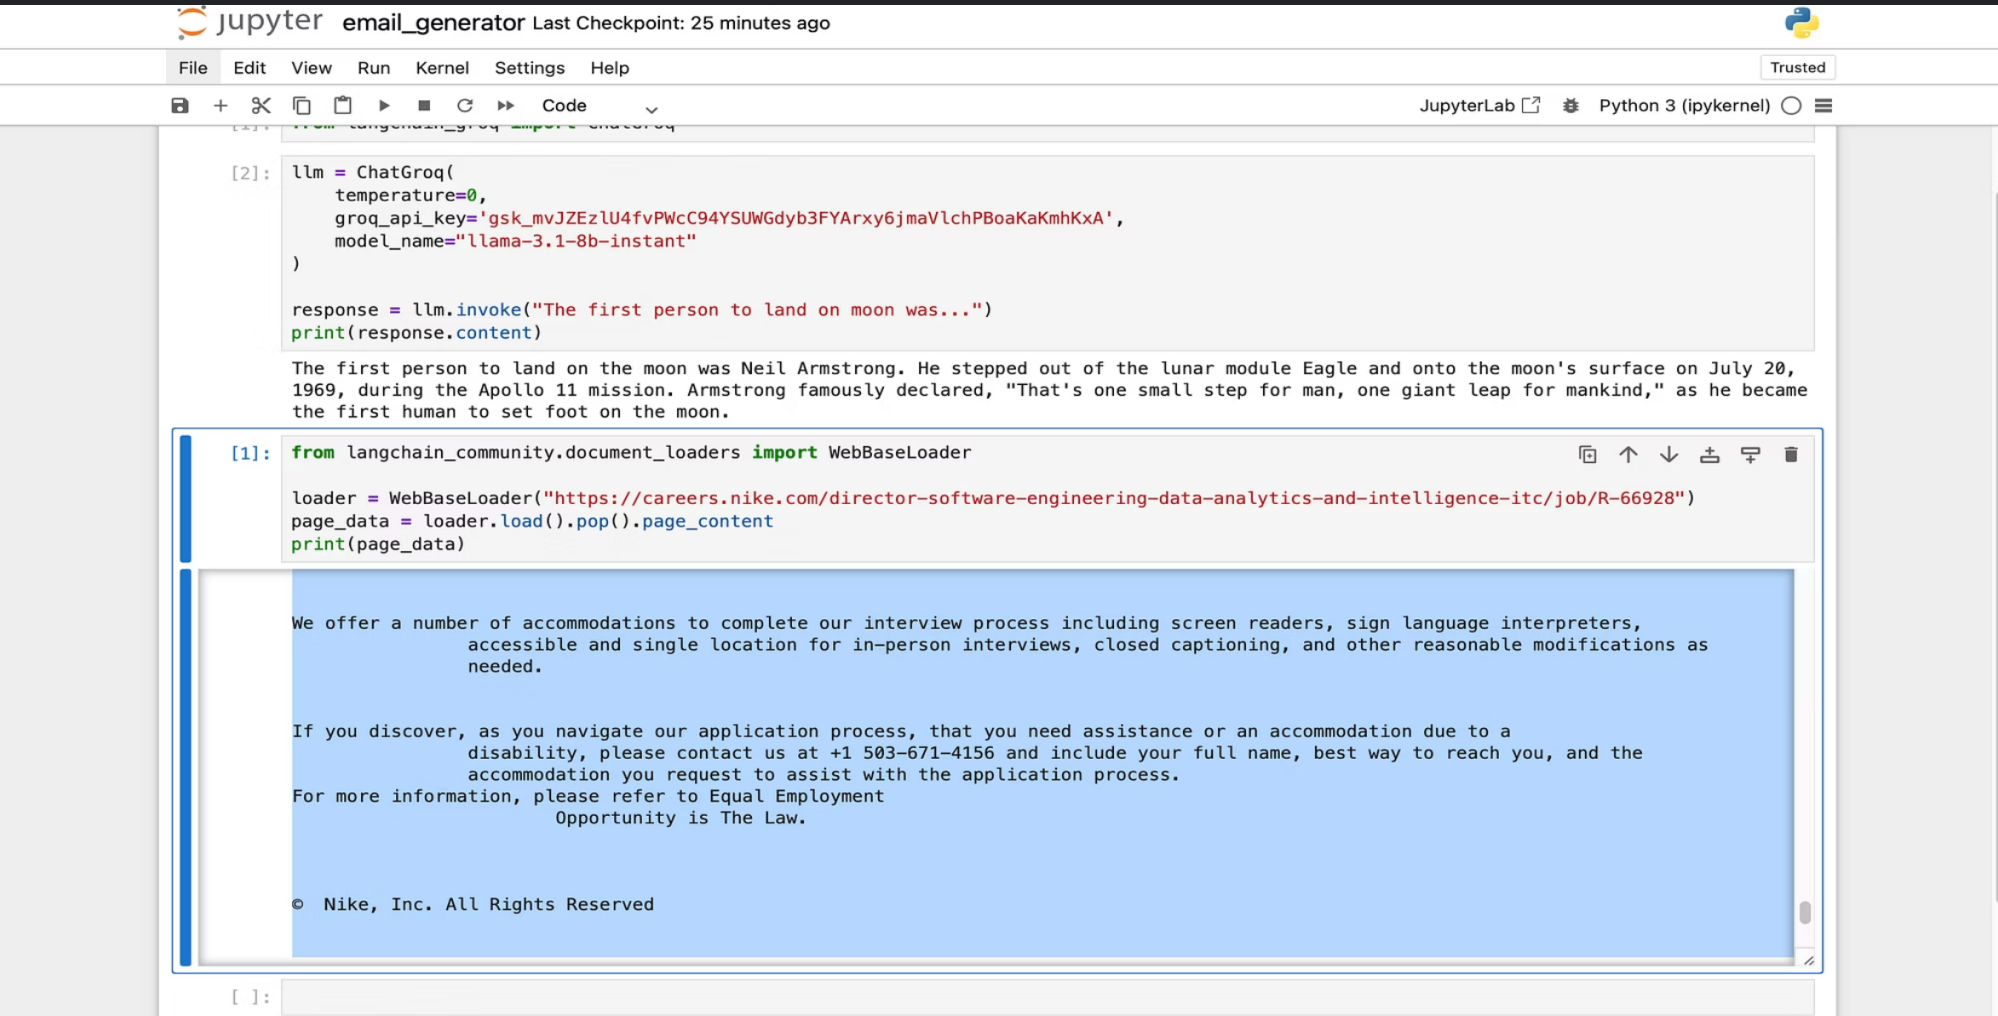 jupyter email_generator Last Checkpoint: 25 minutes ago
File Edit View Run Kernel Settings Help
Trusted
Code
JupyterLab Python 3 (ipykernel)
[1]: from langchain_groq import ChatGroq
[2]: llm = ChatGroq(
temperature=0,
groq_api_key='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',
model_name="llama-3.1-8b-instant"
)
response = llm.invoke("The first person to land on moon was...")
print(response.content)
The first person to land on the moon was Neil Armstrong. He stepped out of the lunar module Eagle and onto the moon's surface on July 20,
1969, during the Apollo 11 mission. Armstrong famously declared, "That's one small step for man, one giant leap for mankind," as he became
the first human to set foot on the moon.
[1]: from langchain_community.document_loaders import WebBaseLoader
loader = WebBaseLoader("https://careers.nike.com/director-software-engineering-data-analytics-and-intelligence-itc/job/R-66928")
page_data = loader.load().pop().page_content
print(page_data)
We offer a number of accommodations to complete our interview process including screen readers, sign language interpreters,
accessible and single location for in-person interviews, closed captioning, and other reasonable modifications as
needed.
If you discover, as you navigate our application process, that you need assistance or an accommodation due to a
disability, please contact us at +1 503-671-4156 and include your full name, best way to reach you, and the
accommodation you request to assist with the application process.
For more information, please refer to Equal Employment
Opportunity is The Law.
© Nike, Inc. All Rights Reserved
[ ]: